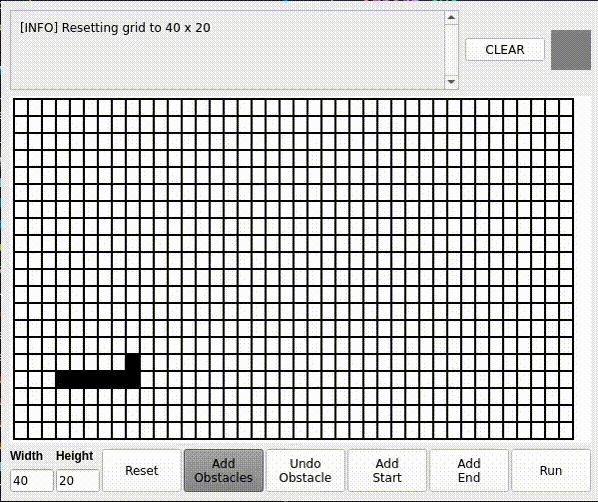 [INFO] Resetting grid to 40 x 20
CLEAR
Width Height
40 20
Reset
Add
Obstacles
Undo
Obstacle
Add
Start
Add
End
Run